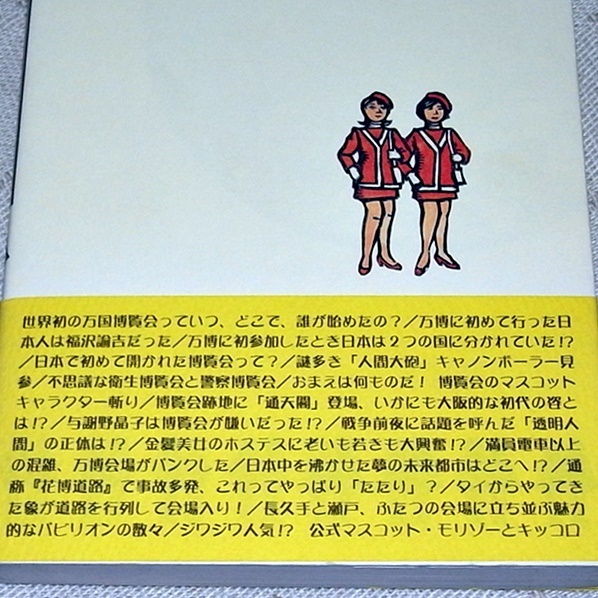 世界初の万国博覧会っていつ、どこで、誰が始めたの?/万博に初めて行った日
本人は福沢諭吉だった/万博に初参加したとき日本は2つの国に分かれていた!?
/日本で初めて開かれた博覧会って?/謎多き「人間大砲」キャノンボーラー見
参/不思議な衛生博覧会と警察博覧会/おまえは何ものだ! 博覧会のマスコット
キャラクター斬り/博覧会跡地に「通天閣」登場、いかにも大阪的な初代の姿と
は!?/与謝野晶子は博覧会が嫌いだった!?/戦争前夜に話題を呼んだ「透明人
間」の正体は!?/金髪美女のホステスに老いも若きも大興奮!?/満員電車以上
の混雑、万博会場がパンクした/日本中を沸かせた夢の未来都市はどこへ!?/通
称『花博道路』で事故多発、これってやっぱり「たたり」?/タイからやってき
た象が道路を行列して会場入り!/長久手と瀬戸、ふたつの会場に立ち並ぶ魅力
的なパビリオンの数々/ジワジワ人気!? 公式マスコット・モリゾーとキッコロ